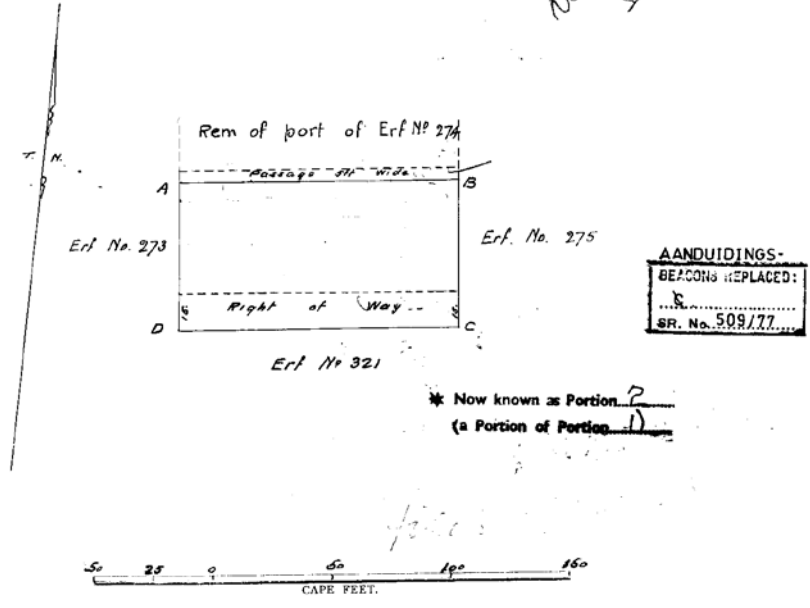 Rem of port of Erf No 274
T. N.
Passage 5ft wide
A
B
Erf No. 273
Erf. No. 275
AANDUIDINGS-
BEACONS REPLACED:
SR. No. 509/77
Right of Way
D
C
Erf No 321
* Now known as Portion 2
(a Portion of Portion 1)
50 25 0 50 100 150
CAPE FEET.